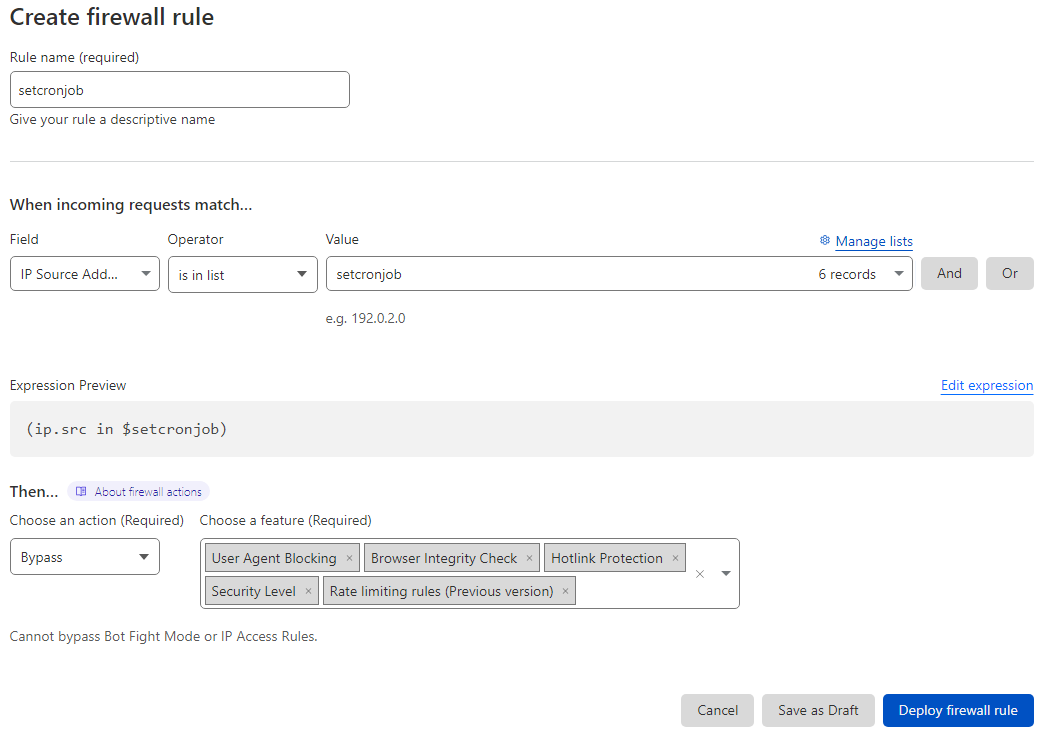 Create firewall rule
Rule name (required)
setcronjob
Give your rule a descriptive name
When incoming requests match...
Field Operator Value Manage lists
IP Source Add... is in list setcronjob 6 records And Or
e.g. 192.0.2.0
Expression Preview Edit expression
(ip.src in $setcronjob)
Then... About firewall actions
Choose an action (Required) Choose a feature (Required)
Bypass User Agent Blocking × Browser Integrity Check × Hotlink Protection ×
Security Level × Rate limiting rules (Previous version) ×
Cannot bypass Bot Fight Mode or IP Access Rules.
Cancel Save as Draft Deploy firewall rule